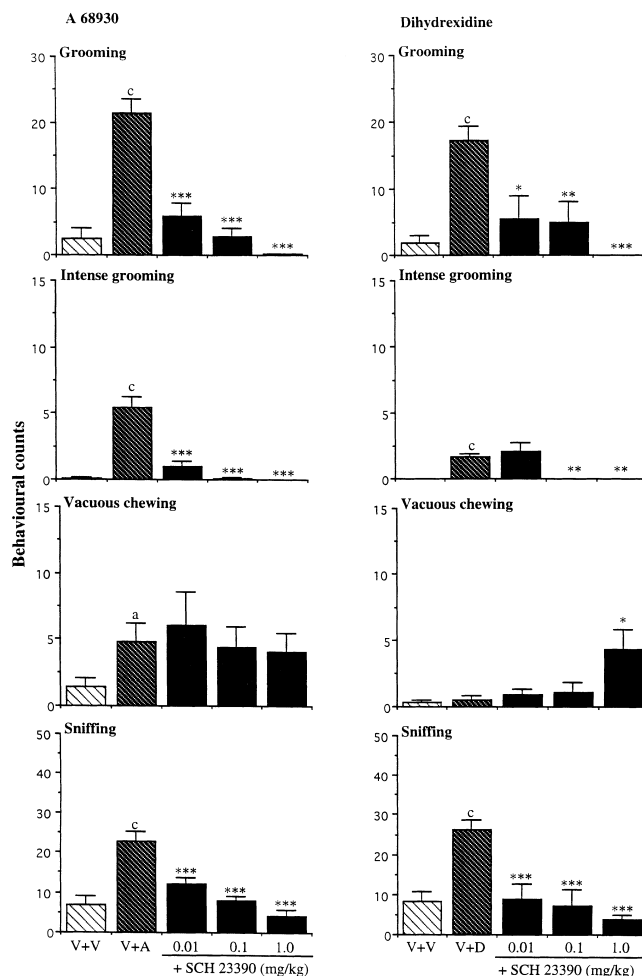 A 68930
Dihydrexidine
Grooming
Grooming
30
20
10
0
c
***
***
***
30
20
10
0
c
*
**
***
Intense grooming
Intense grooming
15
10
5
0
c
***
***
***
15
10
5
0
c
**
**
Behavioural counts
Vacuous chewing
Vacuous chewing
15
10
5
0
a
15
10
5
0
*
Sniffing
Sniffing
50
40
30
20
10
0
c
***
***
***
50
40
30
20
10
0
c
***
***
***
V+V V+A 0.01 0.1 1.0
V+V V+D 0.01 0.1 1.0
+ SCH 23390 (mg/kg)
+ SCH 23390 (mg/kg)